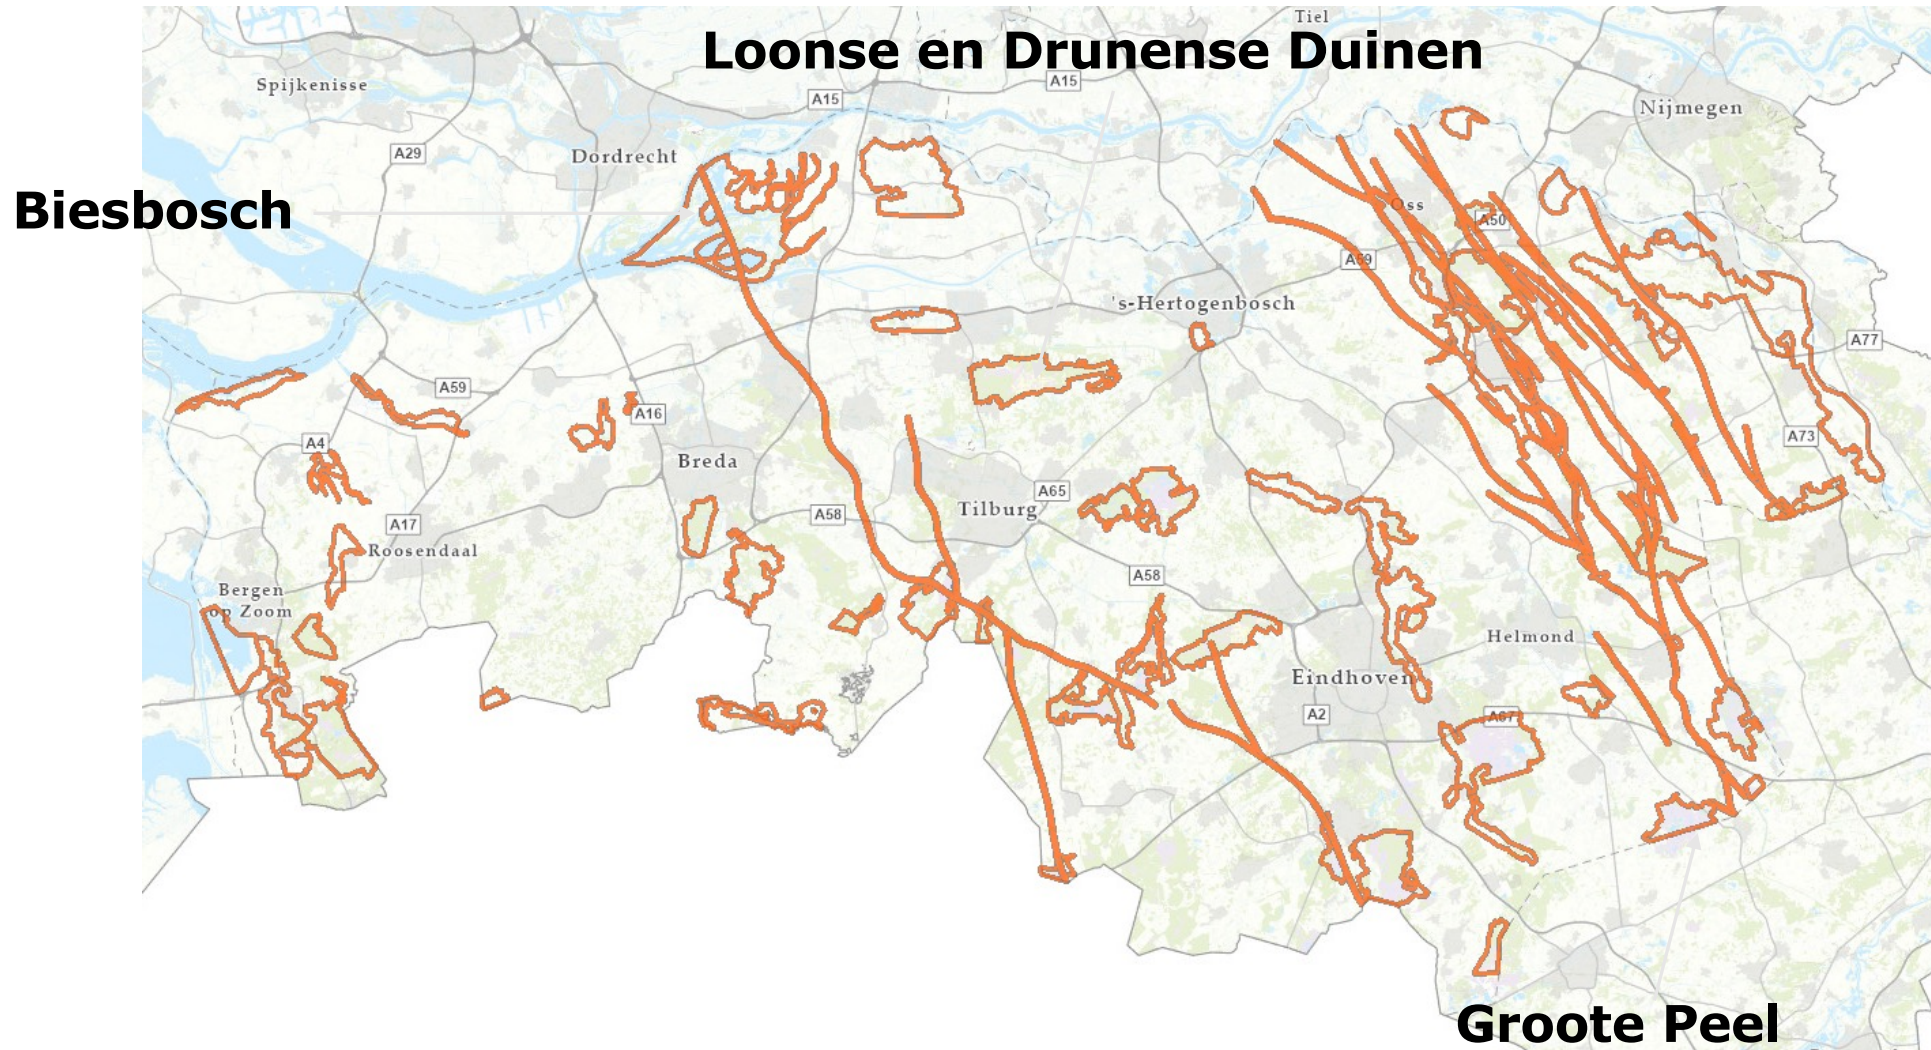 Tiel
Loonse en Drunense Duinen
Spijkenisse
A15
A15
Nijmegen
A29
Dordrecht
Biesbosch
Oss
A50
A59
's-Hertogenbosch
A77
A59
A16
A4
A73
Breda
A65
Tilburg
A58
A17
Roosendaal
A58
Bergen
op Zoom
Helmond
Eindhoven
A2
A67
Groote Peel